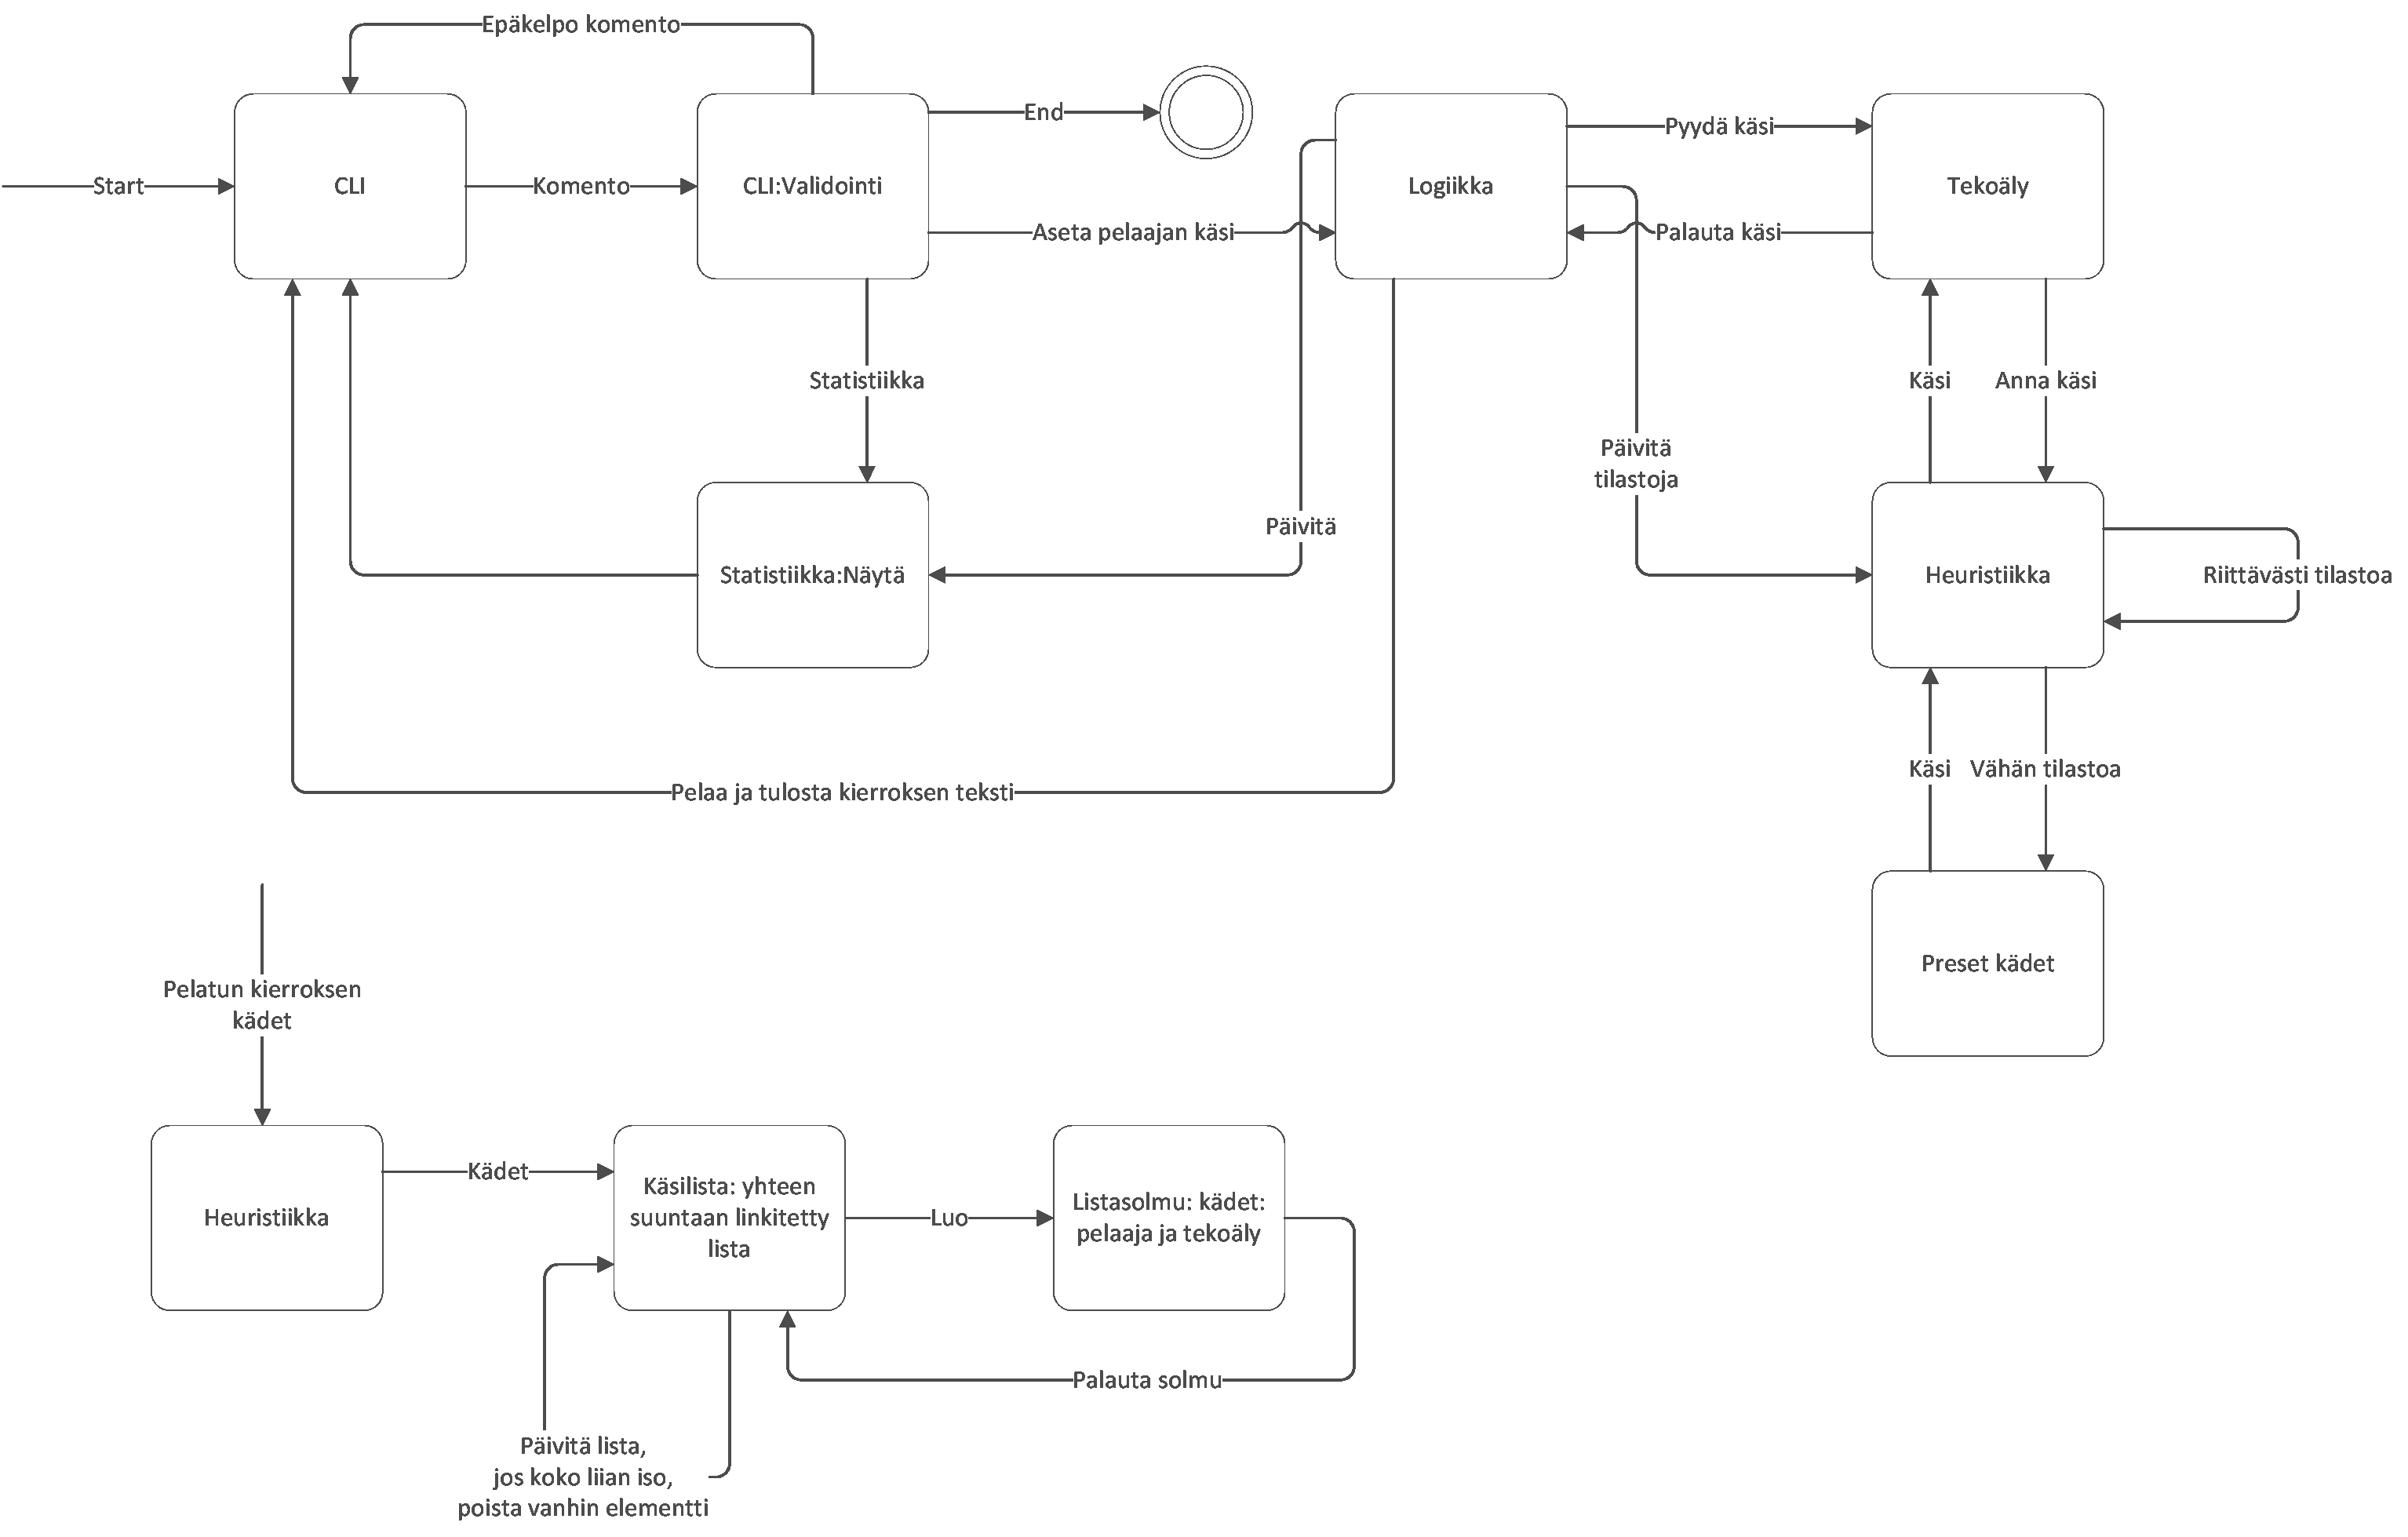 Epäkelpo komento
End
Start
CLI
Komento
CLI:Validointi
Aseta pelaajan käsi
Logiikka
Pyydä käsi
Palauta käsi
Tekoäly
Statistiikka
Käsi
Anna käsi
Päivitä
tilastoja
Päivitä
Statistiikka:Näytä
Heuristiikka
Riittävästi tilastoa
Pelaa ja tulosta kierroksen teksti
Käsi
Vähän tilastoa
Preset kädet
Pelatun kierroksen
kädet
Heuristiikka
Kädet
Käsilista: yhteen
suuntaan linkitetty
lista
Luo
Listasolmu: kädet:
pelaaja ja tekoäly
Palauta solmu
Päivitä lista,
jos koko liian iso,
poista vanhin elementti